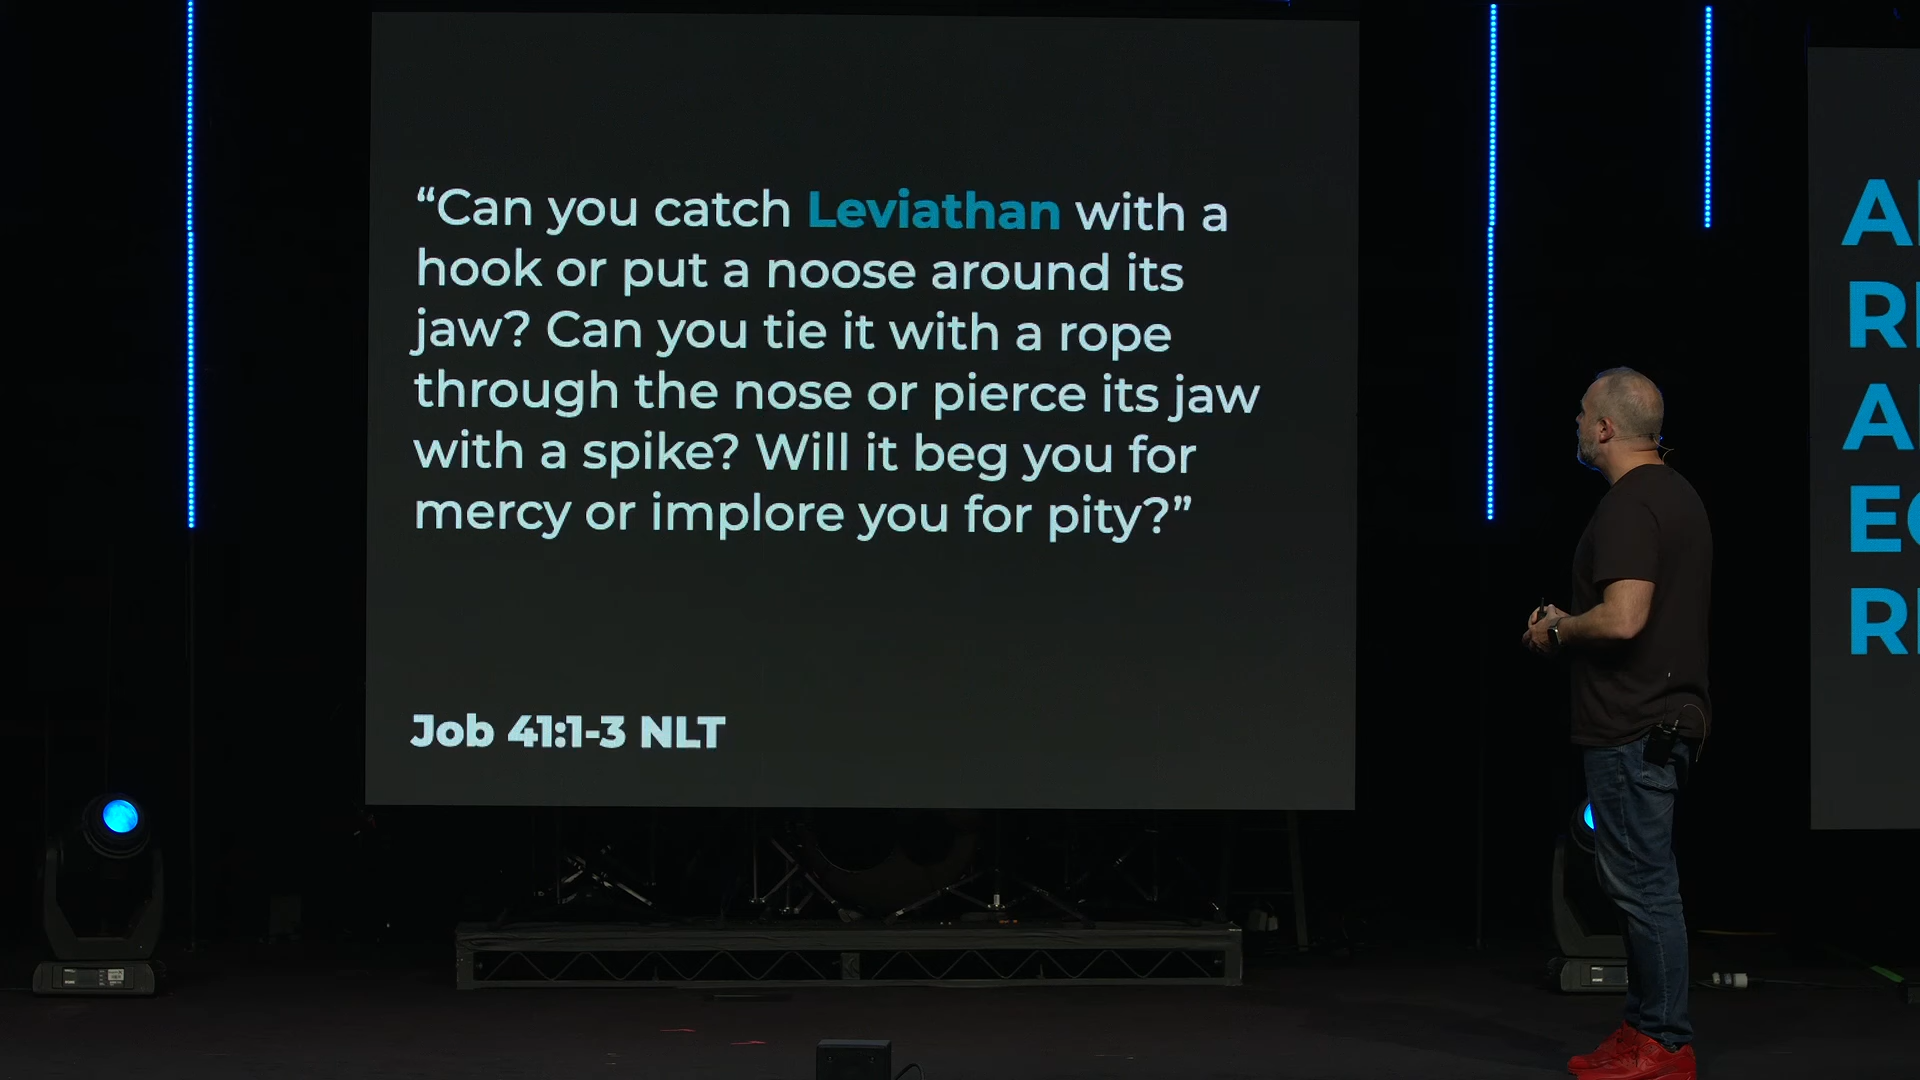 “Can you catch Leviathan with a
hook or put a noose around its
jaw? Can you tie it with a rope
through the nose or pierce its jaw
with a spike? Will it beg you for
mercy or implore you for pity?”
Job 41:1-3 NLT